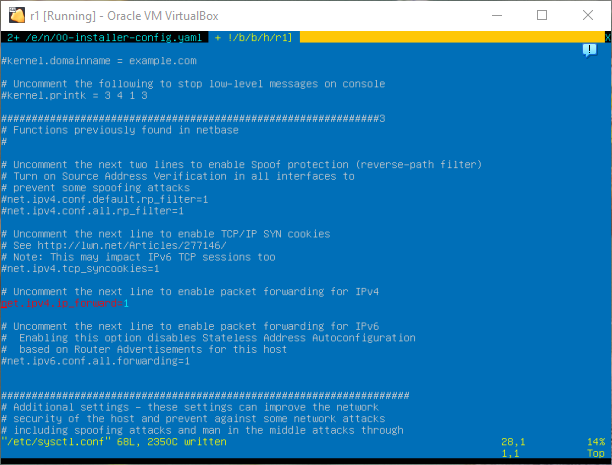 r1 [Running] - Oracle VM VirtualBox
2+ /e/n/00-installer-config.yaml + !/b/b/h/r1] X
#kernel.domainname = example.com
# Uncomment the following to stop low-level messages on console
#kernel.printk = 3 4 1 3
##############################################################3
# Functions previously found in netbase
#
# Uncomment the next two lines to enable Spoof protection (reverse-path filter)
# Turn on Source Address Verification in all interfaces to
# prevent some spoofing attacks
#net.ipv4.conf.default.rp_filter=1
#net.ipv4.conf.all.rp_filter=1
# Uncomment the next line to enable TCP/IP SYN cookies
# See http://lwn.net/Articles/277146/
# Note: This may impact IPv6 TCP sessions too
#net.ipv4.tcp_syncookies=1
# Uncomment the next line to enable packet forwarding for IPv4
net.ipv4.ip_forward=1
# Uncomment the next line to enable packet forwarding for IPv6
#  Enabling this option disables Stateless Address Autoconfiguration
#  based on Router Advertisements for this host
#net.ipv6.conf.all.forwarding=1
###################################################################
# Additional settings - these settings can improve the network
# security of the host and prevent against some network attacks
# including spoofing attacks and man in the middle attacks through
"/etc/sysctl.conf" 68L, 2350C written 28,1 14%
1,1 Top